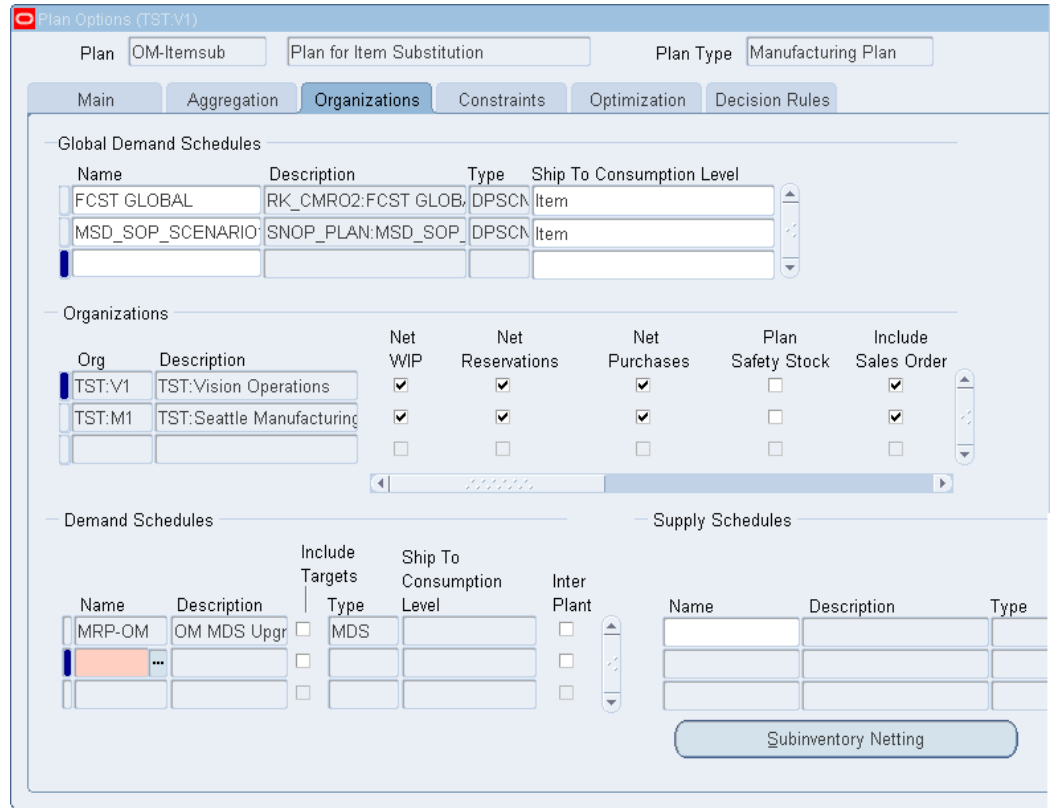 Plan Options (TST:V1)
Plan OM-Itemsub Plan for Item Substitution Plan Type Manufacturing Plan
Main Aggregation Organizations Constraints Optimization Decision Rules
Global Demand Schedules
Name Description Type Ship To Consumption Level
FCST GLOBAL RK_CMRO2:FCST GLOB DPSCN Item
MSD_SOP_SCENARIO SNOP_PLAN:MSD_SOP_ DPSCN Item
Organizations
Net Net Net Plan Include
Org Description WIP Reservations Purchases Safety Stock Sales Order
TST:V1 TST:Vision Operations
TST:M1 TST:Seattle Manufacturing
Demand Schedules Supply Schedules
Include Ship To
Targets Consumption Inter
Name Description Type Level Plant Name Description Type
MRP-OM OM MDS Upgr MDS
...
Subinventory Netting